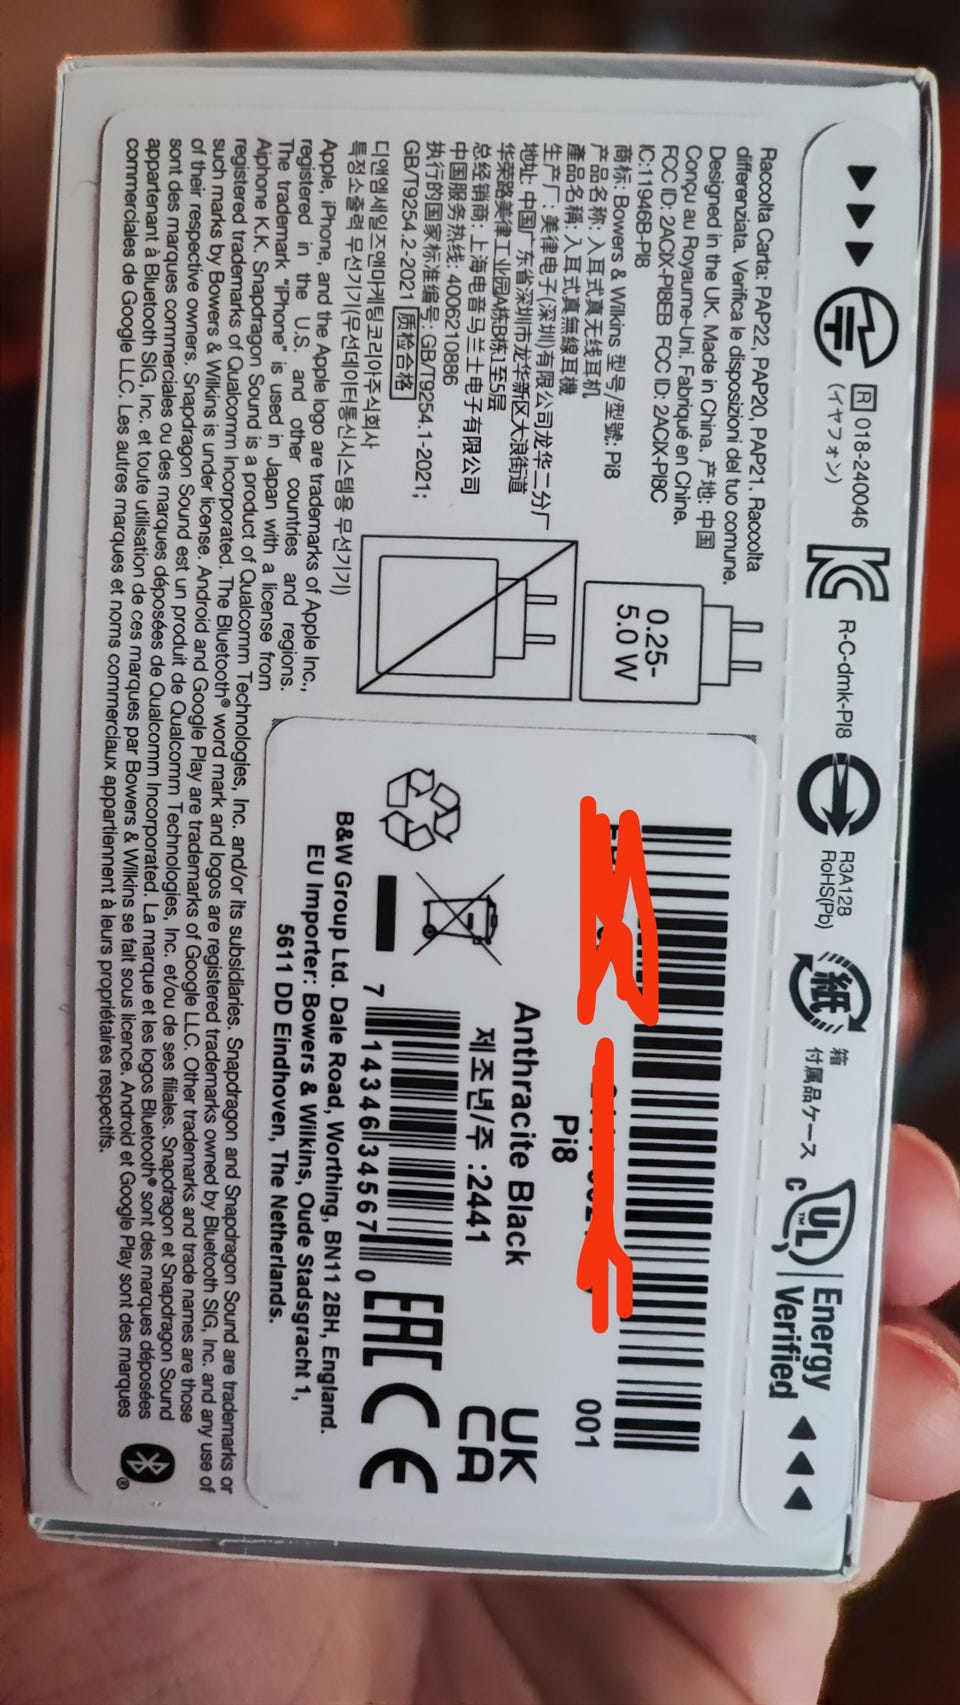 R 018-240046
(イヤフォン)
R-C-dmk-PI8
R3A128
RoHS(Pb)
紙
箱
付属品ケース
C UL ™
Energy
Verified
Raccolta Carta: PAP22, PAP20, PAP21. Raccolta
differenziata. Verifica le disposizioni del tuo comune.
Designed in the UK. Made in China. 产地: 中国
Conçu au Royaume-Uni. Fabriqué en Chine.
FCC ID: 2ACIX-PI8EB FCC ID: 2ACIX-PI8C
IC:11946B-PI8
商标: Bowers & Wilkins 型号/型號: Pi8
产品名称: 入耳式真无线耳机
產品名稱: 入耳式真無線耳機
生产厂: 美律电子(深圳)有限公司龙华二分厂
地址: 中国广东省深圳市龙华新区大浪街道
华荣路美律工业园A栋B栋1至5层
总经销商: 上海电音马兰士电子有限公司
中国服务热线: 4006210886
执行的国家标准编号: GB/T9254.1-2021;
GB/T9254.2-2021 质检合格
디앤엠세일즈앤마케팅코리아주식회사
특정소출력 무선기기(무선데이터통신시스템용 무선기기)
0.25-
5.0 W
Apple, iPhone, and the Apple logo are trademarks of Apple Inc.,
registered in the U.S. and other countries and regions.
The trademark "iPhone" is used in Japan with a license from
Aiphone K.K. Snapdragon Sound is a product of Qualcomm Technologies, Inc. and/or its subsidiaries. Snapdragon and Snapdragon Sound are trademarks or
registered trademarks of Qualcomm Incorporated. The Bluetooth® word mark and logos are registered trademarks owned by Bluetooth SIG, Inc. and any use of
such marks by Bowers & Wilkins is under license. Android and Google Play are trademarks of Google LLC. Other trademarks and trade names are those
of their respective owners. Snapdragon Sound est un produit de Qualcomm Technologies, Inc. et/ou de ses filiales. Snapdragon et Snapdragon Sound
sont des marques commerciales ou des marques déposées de Qualcomm Incorporated. La marque et les logos Bluetooth® sont des marques déposées
appartenant à Bluetooth SIG, Inc. et toute utilisation de ces marques par Bowers & Wilkins se fait sous licence. Android et Google Play sont des marques
commerciales de Google LLC. Les autres marques et noms commerciaux appartiennent à leurs propriétaires respectifs.
001
Pi8
Anthracite Black
제조년/주 :2441
7 14346 34567 0
UK
CA
EAC CE
B&W Group Ltd. Dale Road, Worthing, BN11 2BH, England.
EU Importer: Bowers & Wilkins, Oude Stadsgracht 1,
5611 DD Eindhoven, The Netherlands.